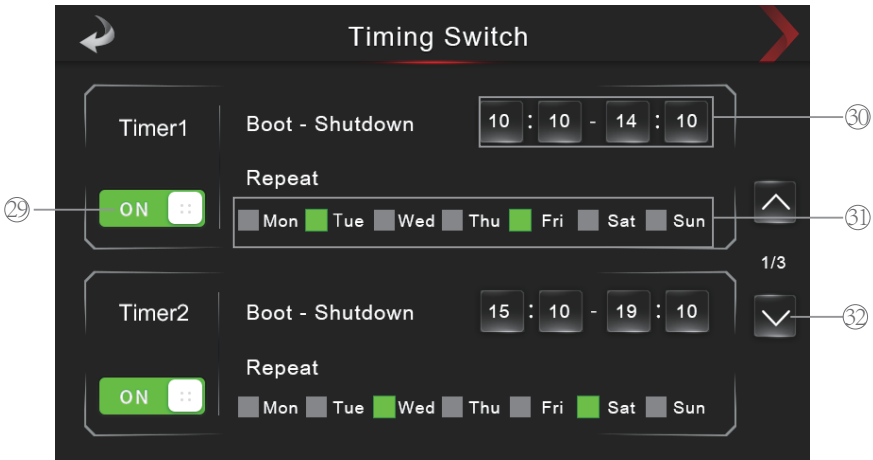 Timing Switch
Timer1
Boot - Shutdown
10 : 10 - 14 : 10
㉚
Repeat
㉙
ON
Mon Tue Wed Thu Fri Sat Sun
㉛
1/3
Timer2
Boot - Shutdown
15 : 10 - 19 : 10
㉜
Repeat
ON
Mon Tue Wed Thu Fri Sat Sun